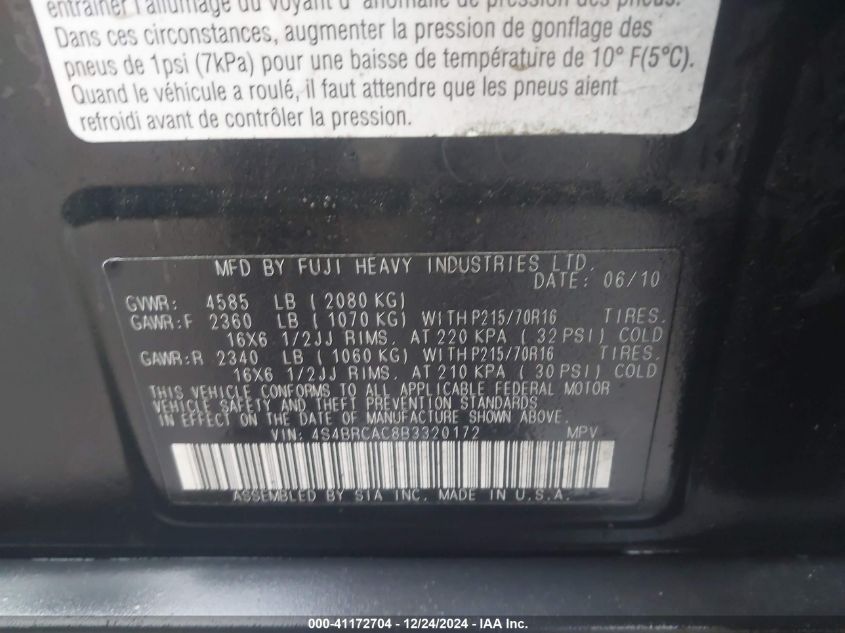 entraîner l'allumage du voyant d' anomalie de pression des pneus.
Dans ces circonstances, augmenter la pression de gonflage des
pneus de 1psi (7kPa) pour une baisse de température de 10° F(5°C).
Quand le véhicule a roulé, il faut attendre que les pneus aient
refroidi avant de contrôler la pression.
MFD BY FUJI HEAVY INDUSTRIES LTD.
DATE: 06/10
GVWR: 4585 LB (2080 KG)
GAWR:F 2360 LB (1070 KG) WITH P215/70R16 TIRES.
16X6 1/2JJ RIMS. AT 220 KPA (32 PSI) COLD
GAWR:R 2340 LB (1060 KG) WITH P215/70R16 TIRES.
16X6 1/2JJ RIMS. AT 210 KPA (30 PSI) COLD
THIS VEHICLE CONFORMS TO ALL APPLICABLE FEDERAL MOTOR
VEHICLE SAFETY AND THEFT PREVENTION STANDARDS
IN EFFECT ON THE DATE OF MANUFACTURE SHOWN ABOVE.
VIN: 4S4BRCAC8B3320172 MPV
ASSEMBLED BY SIA INC. MADE IN U.S.A.
000-41172704 - 12/24/2024 - IAA Inc.